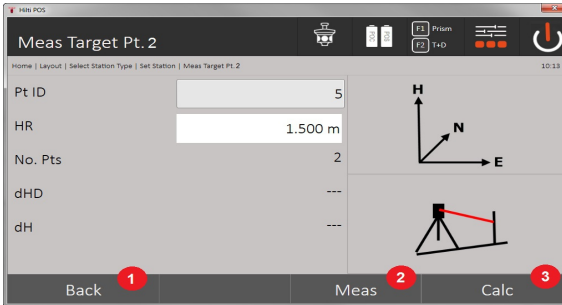 Hilti POS
Meas Target Pt. 2
POC
POS
F1 Prism
F2 T+D
Home | Layout | Select Station Type | Set Station | Meas Target Pt. 2
10:13
Pt ID 5
HR 1.500 m
No. Pts 2
dHD ---
dH ---
H
N
E
1
2
3
Back
Meas
Calc